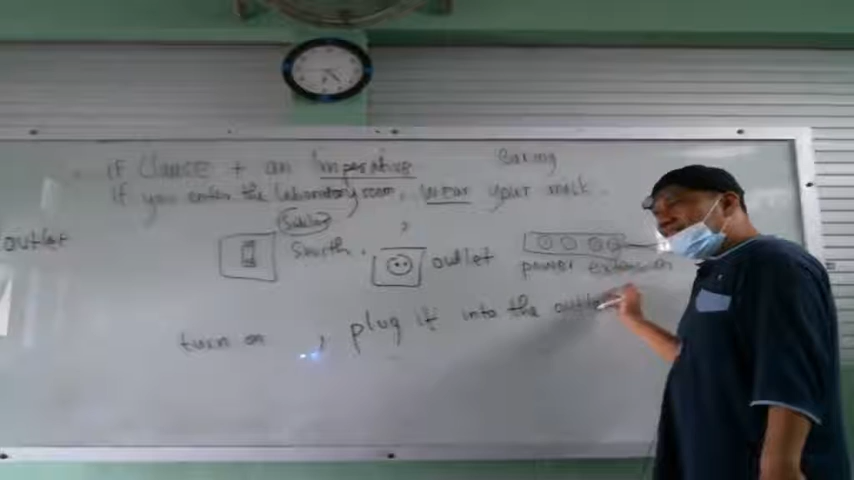 If Clause + an Imperative
Baring
If you enter the laboratory room, wear your mask.
outlet
outlet
power extension
turn on , plug it into the outlet